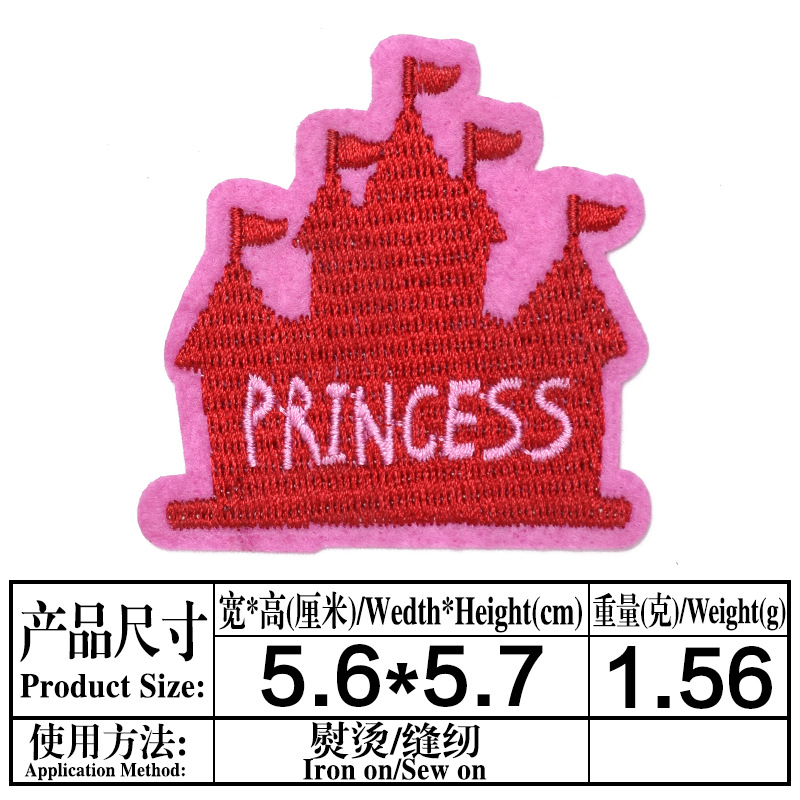 PRINCESS
产品尺寸
Product Size:
宽*高(厘米)/Wedth*Height(cm)
重量(克)/Weight(g)
5.6*5.7
1.56
使用方法:
Application Method:
熨烫/缝纫
Iron on/Sew on